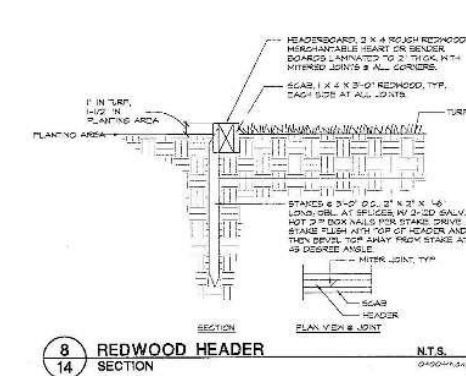 HEADERBOARD, 2 X 4 ROUGH REDWOOD
MERCHANTABLE HEART OR BENDER
BOARDS LAMINATED TO 2" THICK, WITH
MITERED JOINTS @ ALL CORNERS.
SCAB, 1 X 4 X 3'-0" REDWOOD, TYP.
EACH SIDE AT ALL JOINTS.
1" IN TURF,
1-1/2" IN
PLANTING AREA
PLANTING AREA
TURF
STAKES @ 3'-0" O.C., 2" X 2" X
LONG, DBL. AT SPLICES, W/ 2-12D GALV.
HOT DIP BOX NAILS PER STAKE. DRIVE
STAKE FLUSH WITH TOP OF HEADER AND
THEN BEVEL TOP AWAY FROM STAKE AT
45 DEGREE ANGLE.
MITER JOINT, TYP
SCAB
HEADER
SECTION
PLAN VIEW @ JOINT
8
14
REDWOOD HEADER
SECTION
N.T.S.